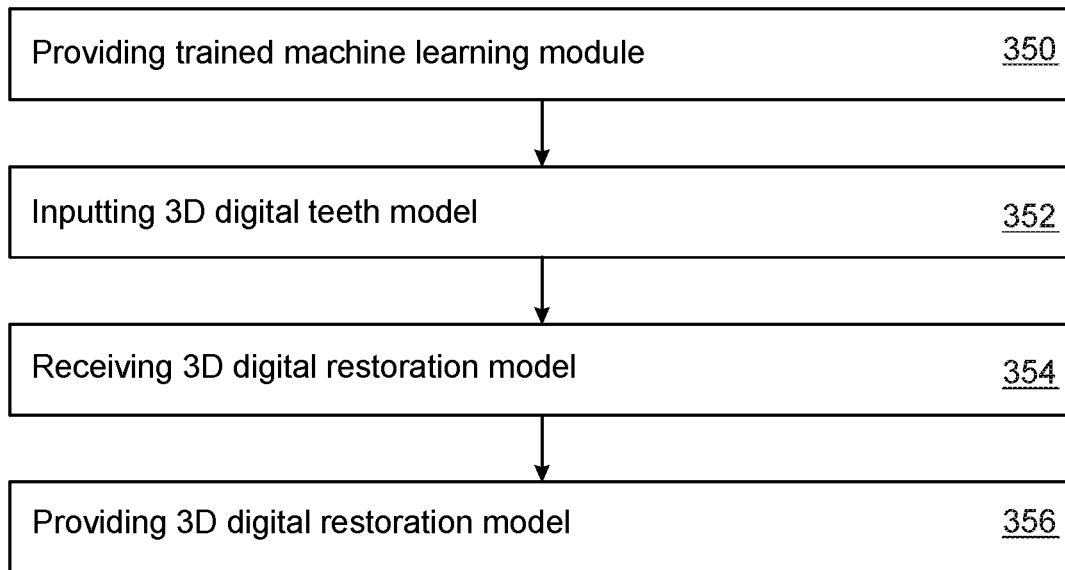 Providing trained machine learning module 350
Inputting 3D digital teeth model 352
Receiving 3D digital restoration model 354
Providing 3D digital restoration model 356